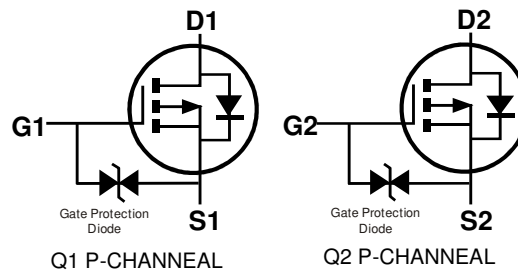 D1
D2
G1
G2
Gate Protection
Diode
Gate Protection
Diode
S1
S2
Q1 P-CHANNEAL
Q2 P-CHANNEAL